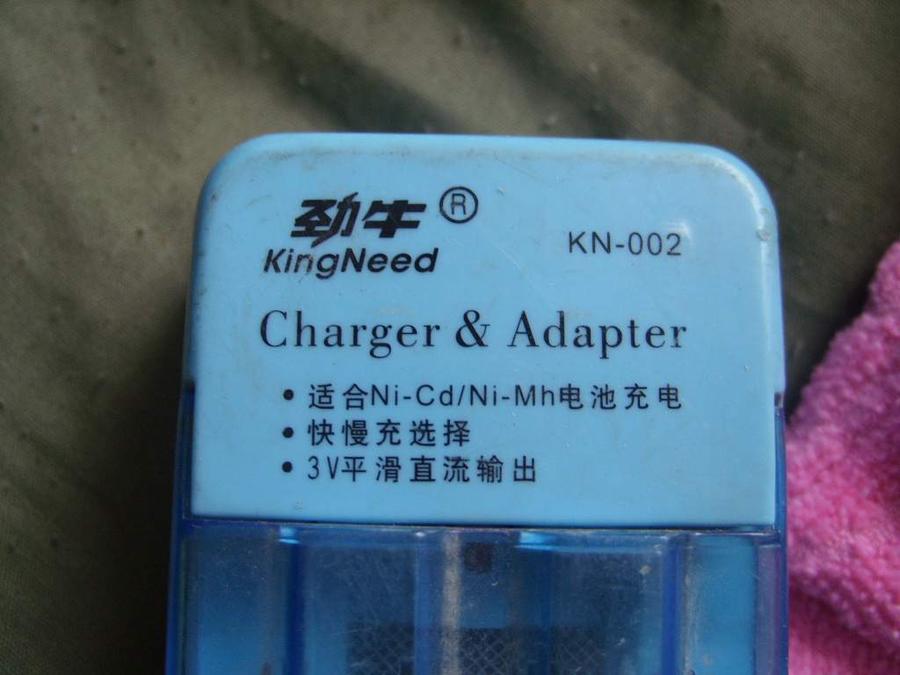 劲牛®
KingNeed
KN-002
Charger & Adapter
• 适合Ni-Cd/Ni-Mh电池充电
• 快慢充选择
• 3V平滑直流输出